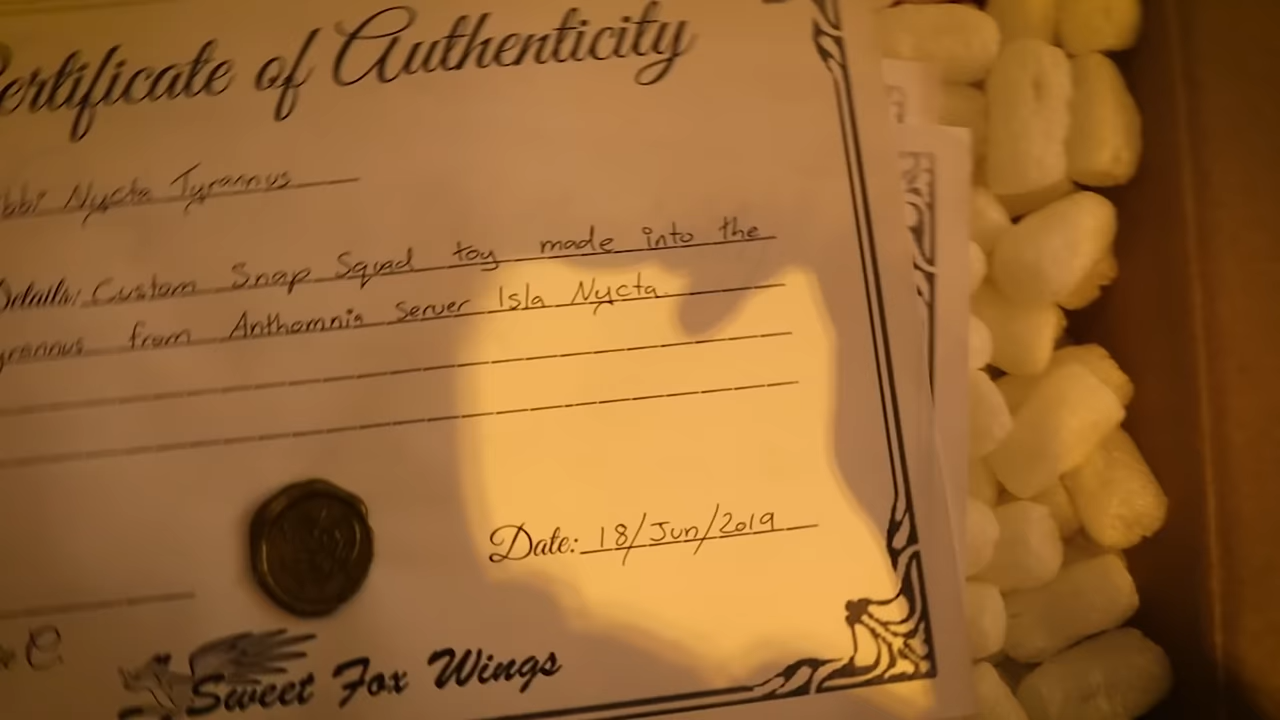 ertificate of Authenticity
bbi Nycta Tyrannus
Details: Custom Snap Squad toy made into the
yrannus from Anthomnia Server Isla Nycta.
Date: 18/Jun/2019
Sweet Fox Wings